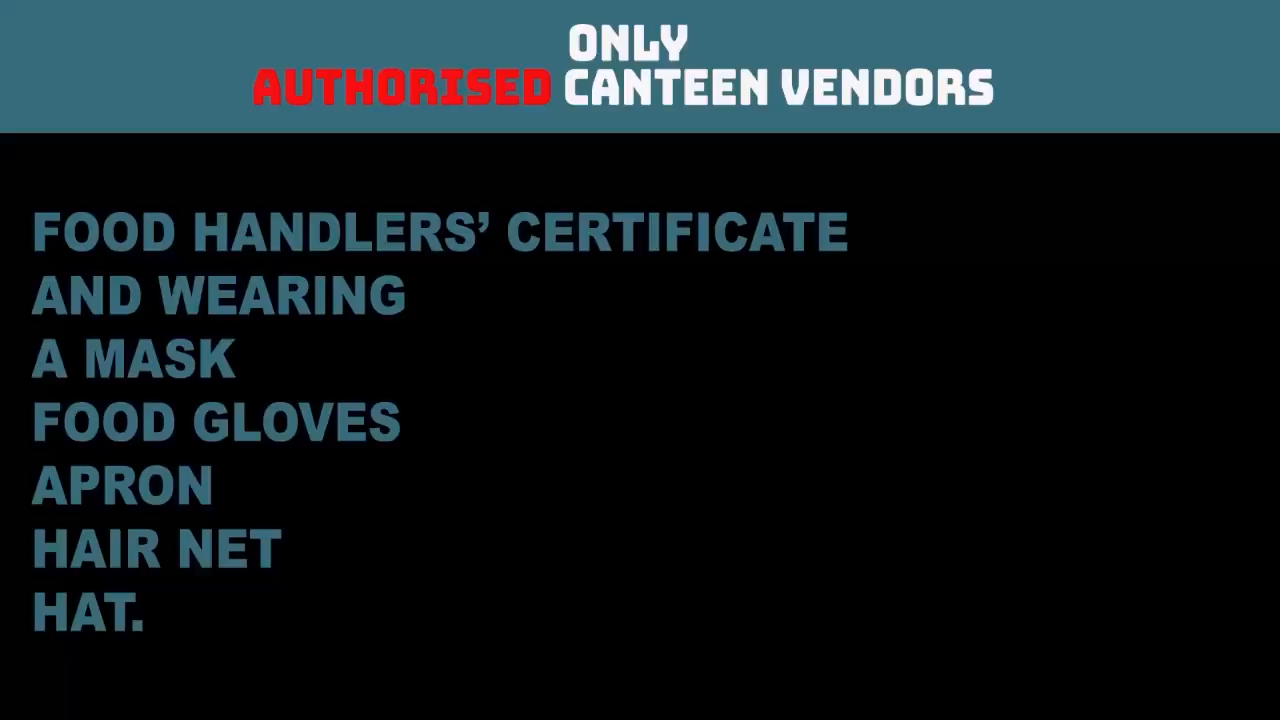 ONLY
AUTHORISED CANTEEN VENDORS
FOOD HANDLERS’ CERTIFICATE
AND WEARING
A MASK
FOOD GLOVES
APRON
HAIR NET
HAT.